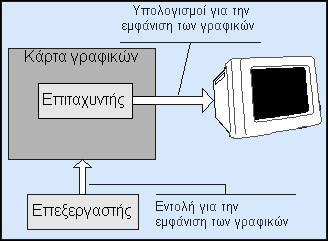 Υπολογισμοί για την
εμφάνιση των γραφικών
Κάρτα γραφικών
Επιταχυντής
Επεξεργαστής
Εντολή για την
εμφάνιση των γραφικών